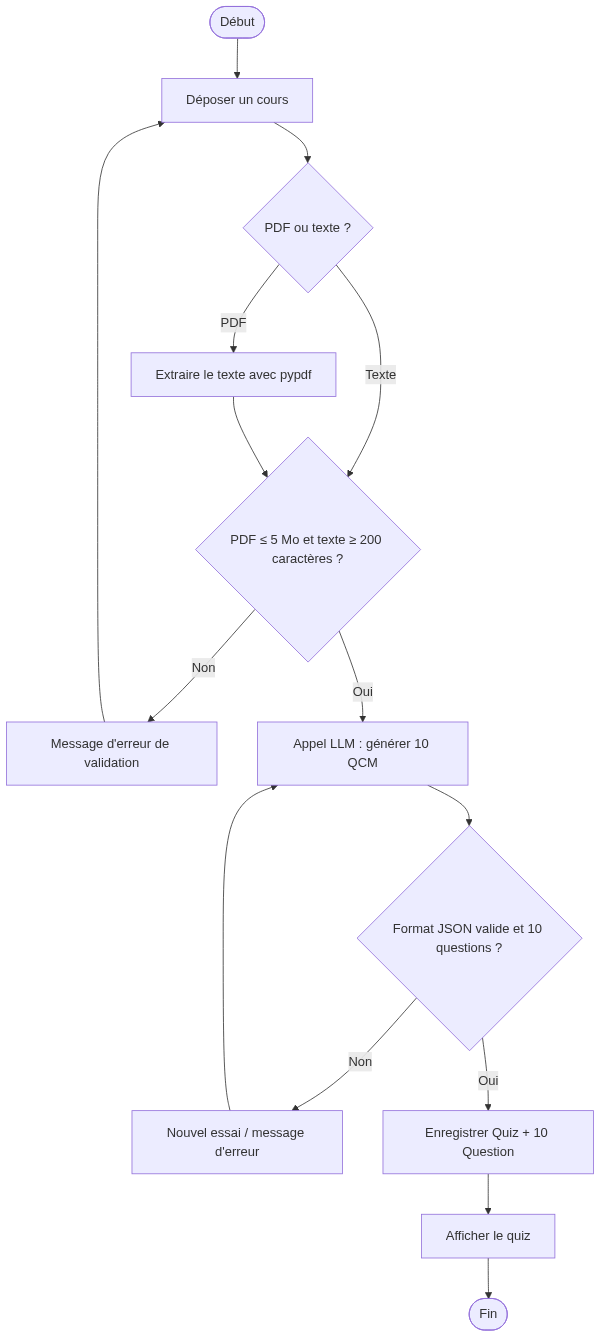 Début
Déposer un cours
PDF ou texte ?
PDF
Texte
Extraire le texte avec pypdf
PDF ≤ 5 Mo et texte ≥ 200
caractères ?
Non
Oui
Message d'erreur de
validation
Appel LLM : générer 10
QCM
Format JSON valide et 10
questions ?
Non
Oui
Nouvel essai / message
d'erreur
Enregistrer Quiz + 10
Question
Afficher le quiz
Fin